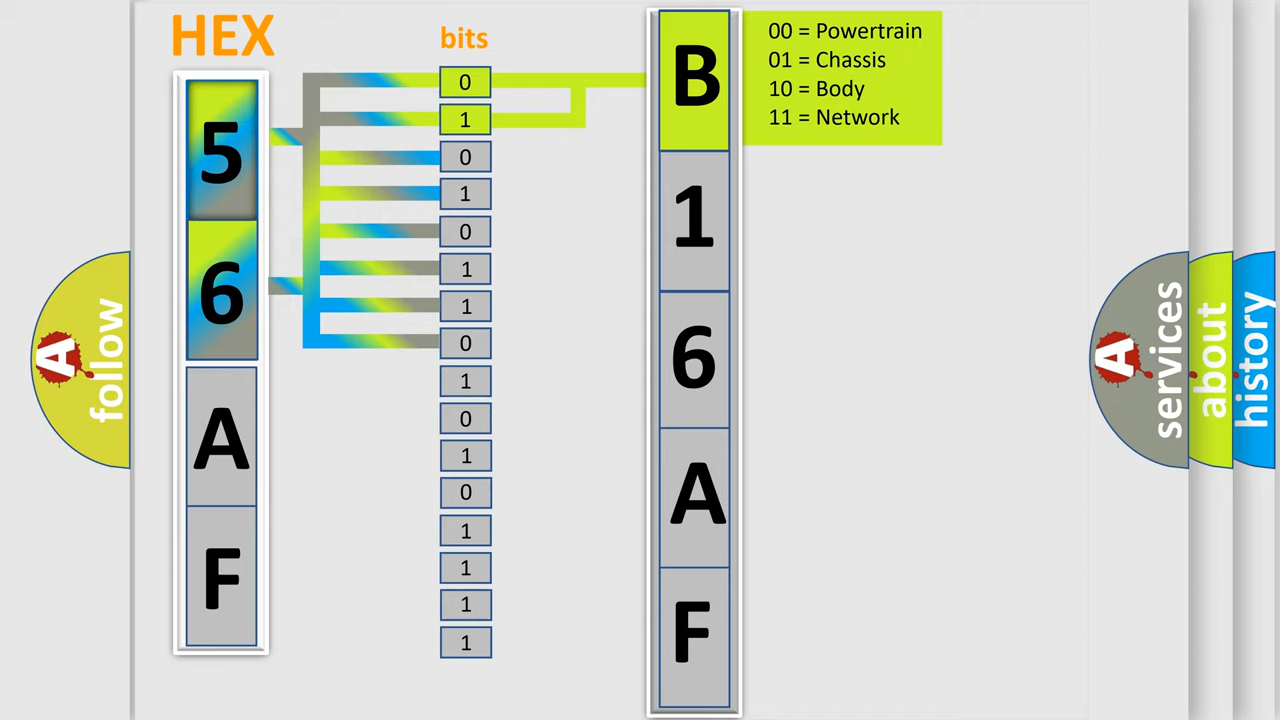 HEX
bits
5
6
A
F
0
1
0
1
0
1
1
0
1
0
1
0
1
1
1
1
B
1
6
A
F
00 = Powertrain
01 = Chassis
10 = Body
11 = Network
A
follow
A
services
about
history